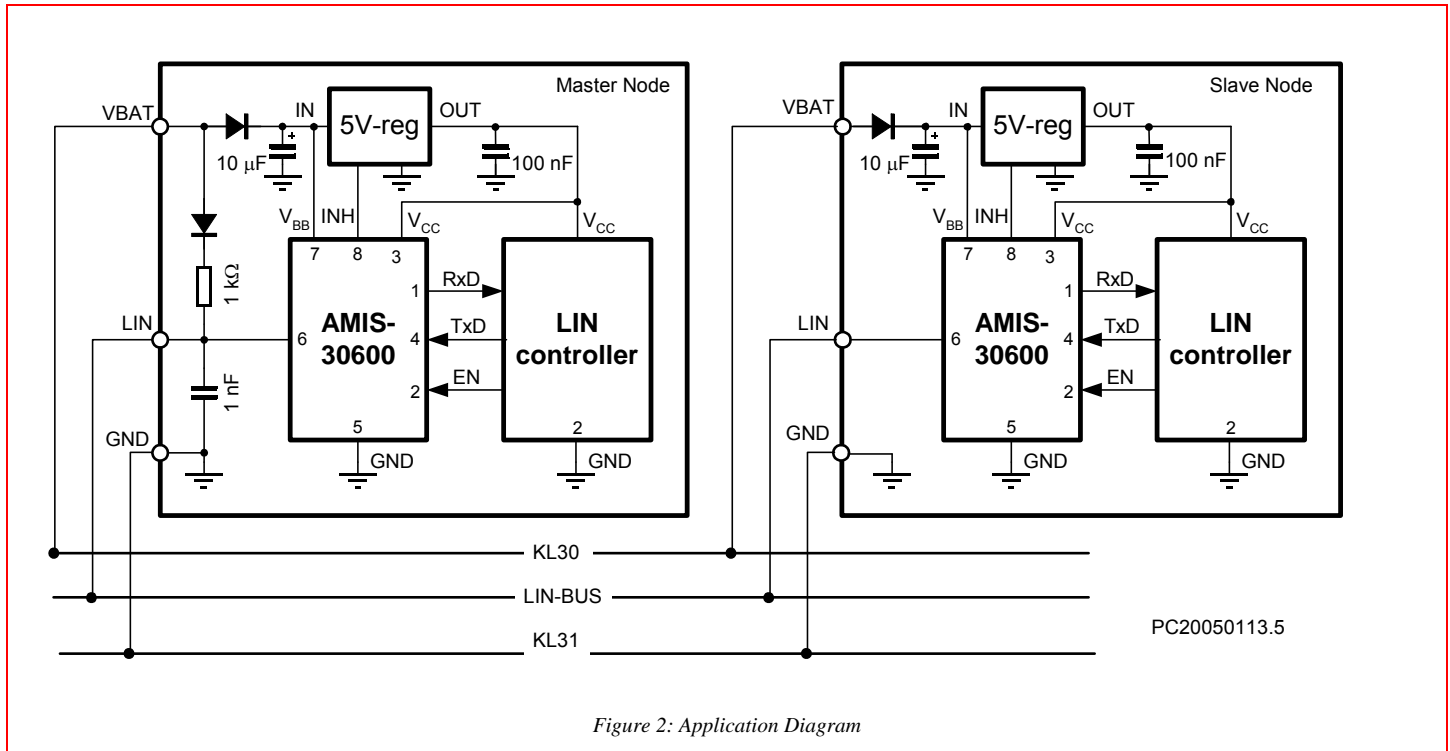 Master Node
VBAT
IN
5V-reg
OUT
10 μF
+
100 nF
V_BB
INH
V_CC
V_CC
7
8
3
1 kΩ
1
RxD
LIN
6
AMIS-
30600
4
TxD
LIN
controller
2
EN
1 nF
GND
5
GND
2
GND
Slave Node
VBAT
IN
5V-reg
OUT
10 μF
+
100 nF
V_BB
INH
V_CC
V_CC
7
8
3
1
RxD
LIN
6
AMIS-
30600
4
TxD
LIN
controller
2
EN
GND
5
GND
2
GND
KL30
LIN-BUS
KL31
PC20050113.5
Figure 2: Application Diagram